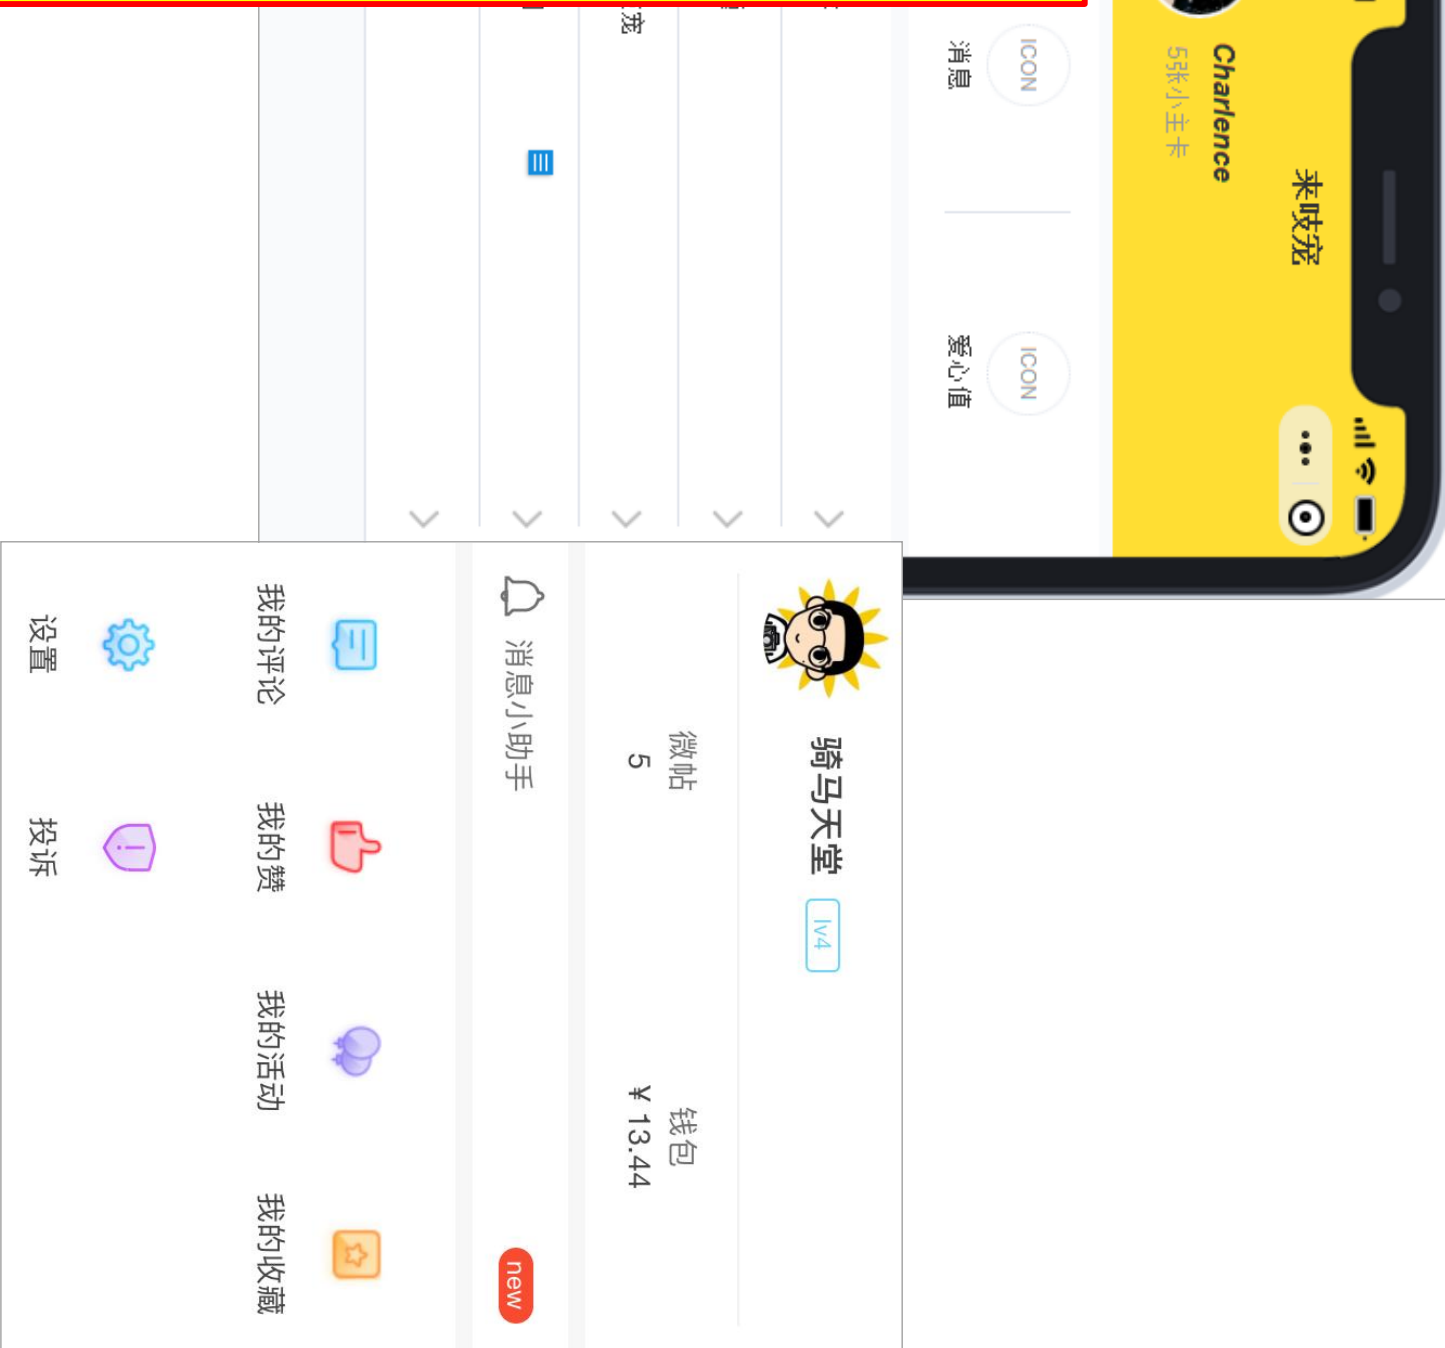 来吱宠
Charlence
5张小主卡
ICON
消息
ICON
爱心值
宠
骑马天堂
lv4
微帖
5
钱包
¥ 13.44
消息小助手
new
我的评论
我的赞
我的活动
我的收藏
设置
投诉